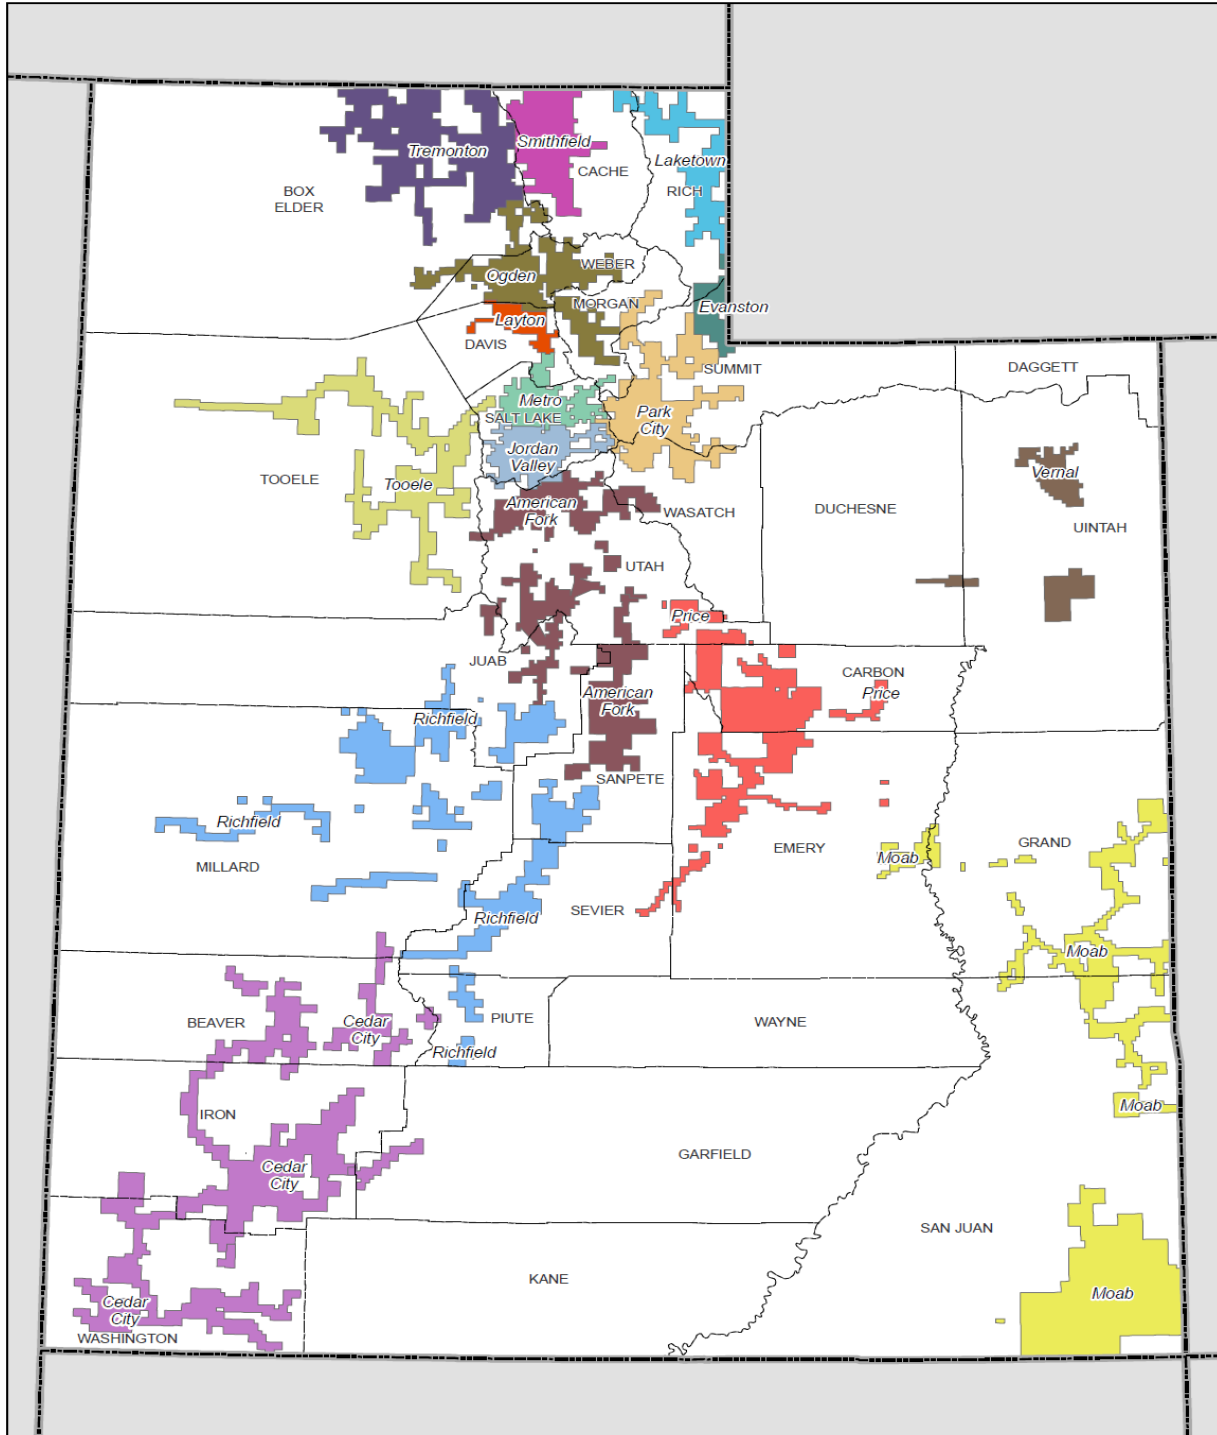 Smithfield
Tremonton
Laketown
CACHE
BOX
ELDER
RICH
WEBER
Ogden
MORGAN
Evanston
Layton
DAVIS
SUMMIT
DAGGETT
Metro
SALT LAKE
Park
City
Jordan
Valley
Vernal
TOOELE
Tooele
American
Fork
WASATCH
DUCHESNE
UINTAH
UTAH
Price
JUAB
CARBON
American
Fork
Price
Richfield
SANPETE
Richfield
EMERY
GRAND
MILLARD
Moab
SEVIER
Richfield
Moab
BEAVER
Cedar
City
PIUTE
WAYNE
Richfield
Moab
IRON
GARFIELD
Cedar
City
SAN JUAN
KANE
Moab
Cedar
City
WASHINGTON